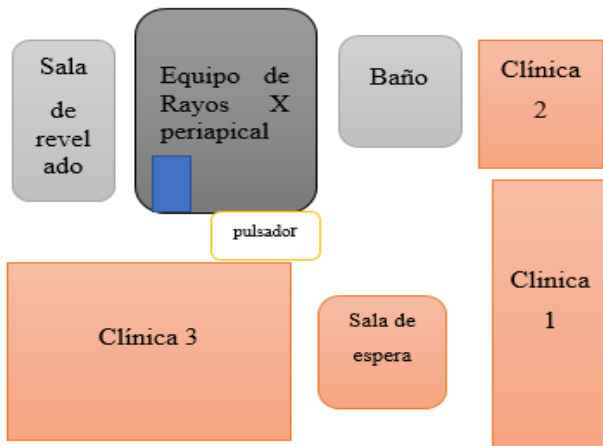 Sala
de
revel
ado
Equipo de
Rayos X
periapical
Baño
Clínica
2
pulsador
Clínica 3
Sala de
espera
Clinica
1